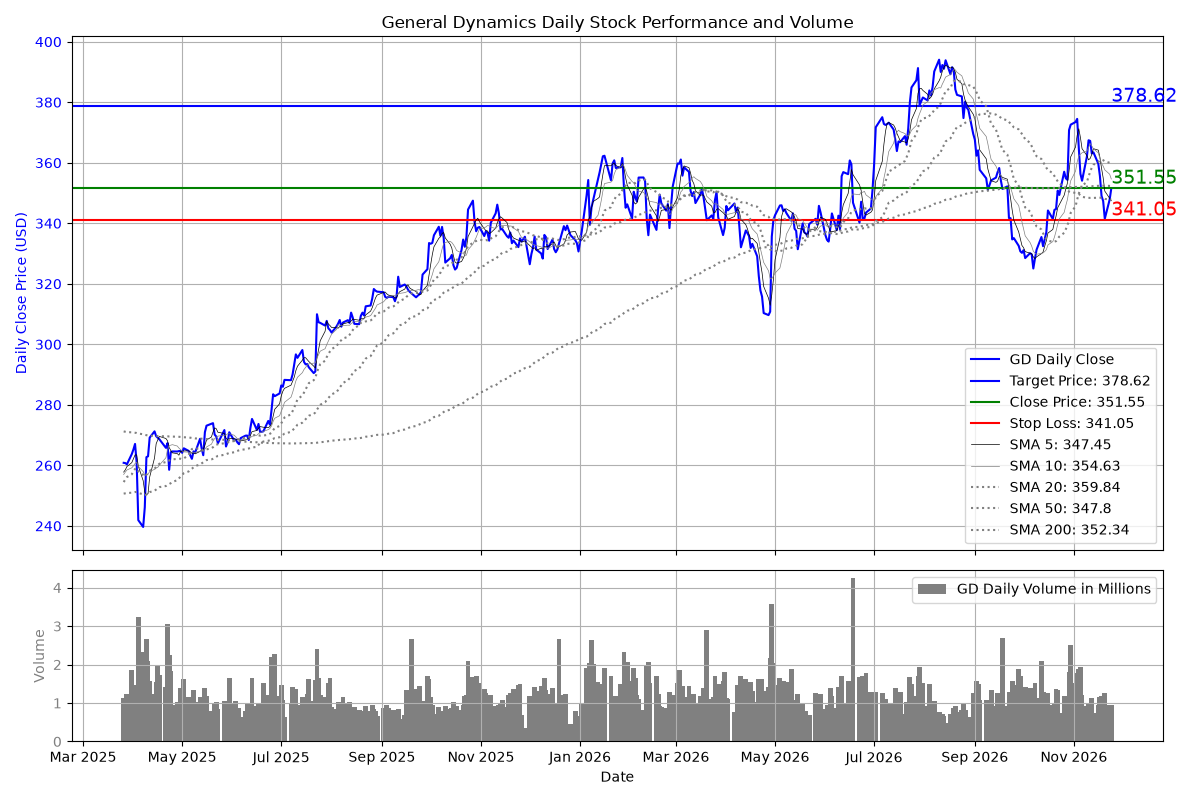 General Dynamics Daily Stock Performance and Volume
Daily Close Price (USD)
400
380
360
340
320
300
280
260
240
378.62
351.55
341.05
GD Daily Close
Target Price: 378.62
Close Price: 351.55
Stop Loss: 341.05
SMA 5: 347.45
SMA 10: 354.63
SMA 20: 359.84
SMA 50: 347.8
SMA 200: 352.34
Volume
4
3
2
1
0
GD Daily Volume in Millions
Mar 2025 May 2025 Jul 2025 Sep 2025 Nov 2025 Jan 2026 Mar 2026 May 2026 Jul 2026 Sep 2026 Nov 2026
Date